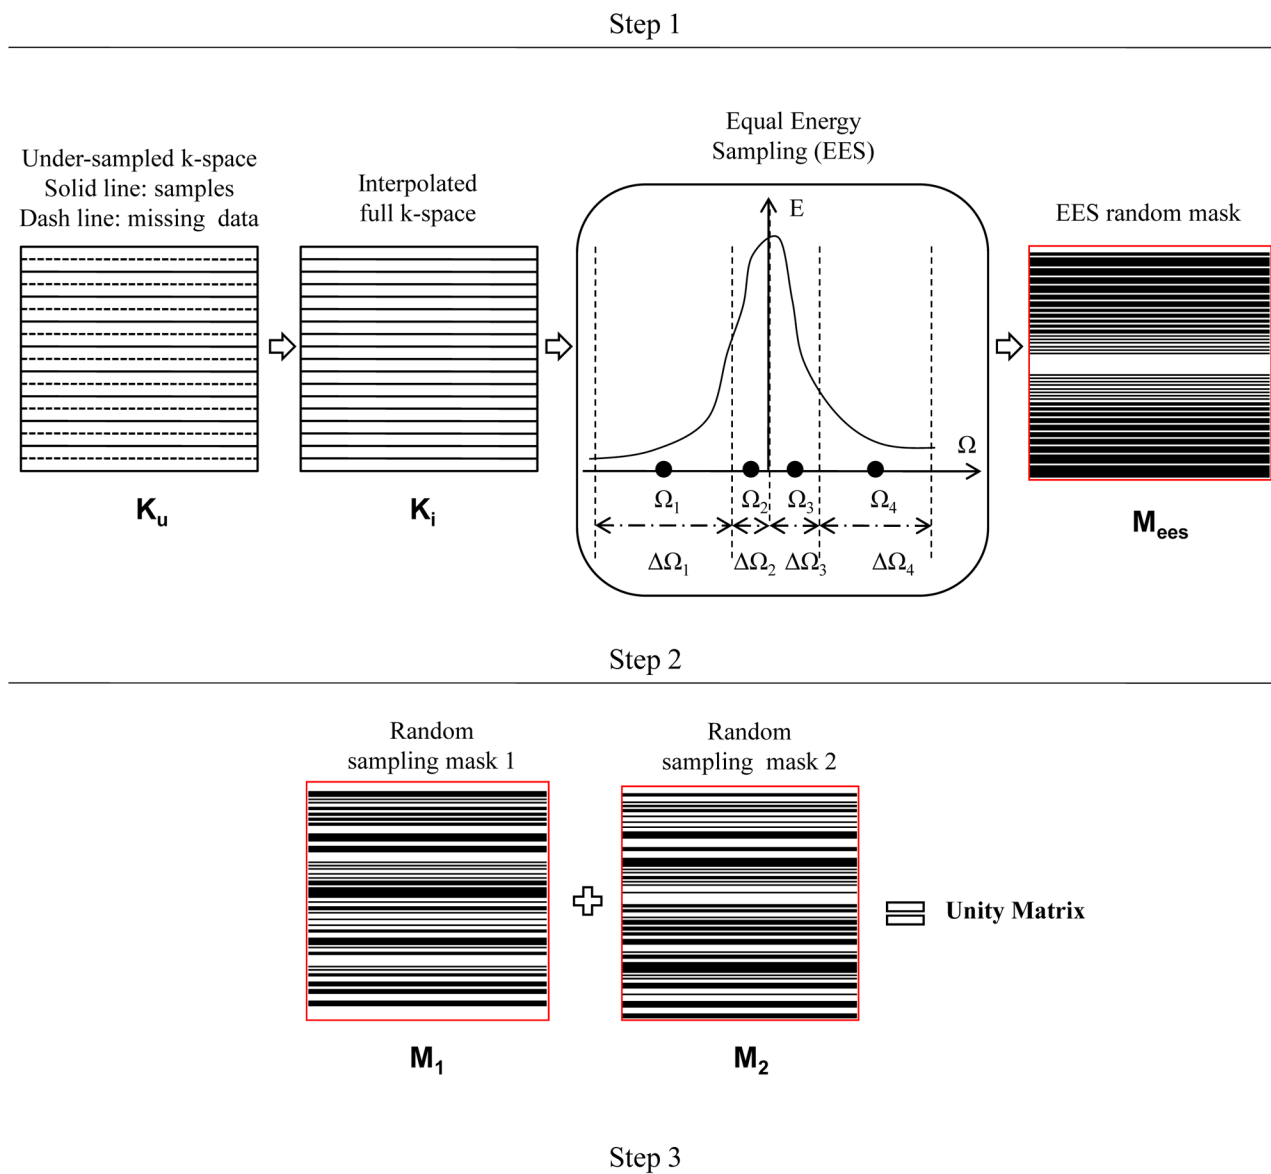 Step 1
Under-sampled k-space
Solid line: samples
Dash line: missing data
Interpolated
full k-space
Equal Energy
Sampling (EES)
EES random mask
E
Ω
Ω1 Ω2 Ω3 Ω4
ΔΩ1 ΔΩ2 ΔΩ3 ΔΩ4
Ku
Ki
Mees
Step 2
Random
sampling mask 1
Random
sampling mask 2
Unity Matrix
M1
M2
Step 3